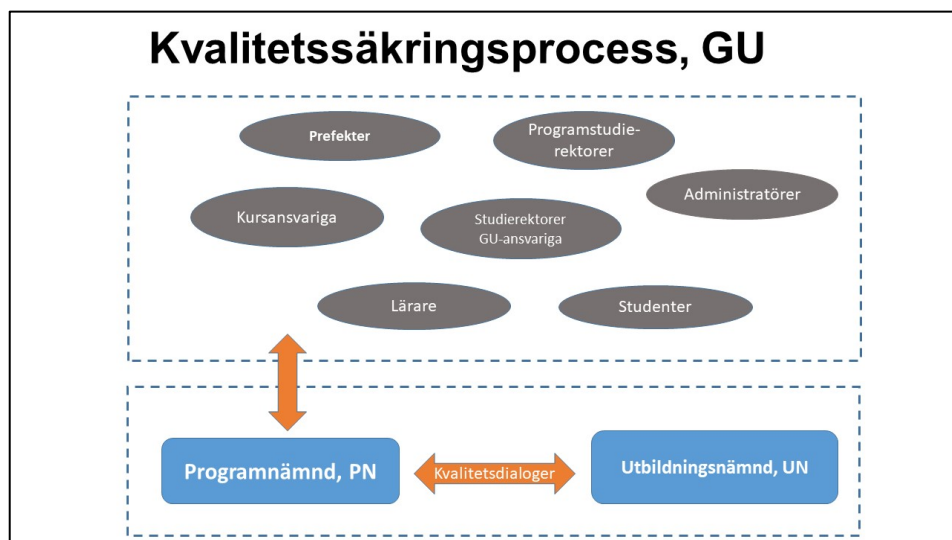 Kvalitetssäkringsprocess, GU
Prefekter
Programstudie-
rektorer
Administratörer
Kursansvariga
Studierektorer
GU-ansvariga
Lärare
Studenter
Programnämnd, PN
Kvalitetsdialoger
Utbildningsnämnd, UN